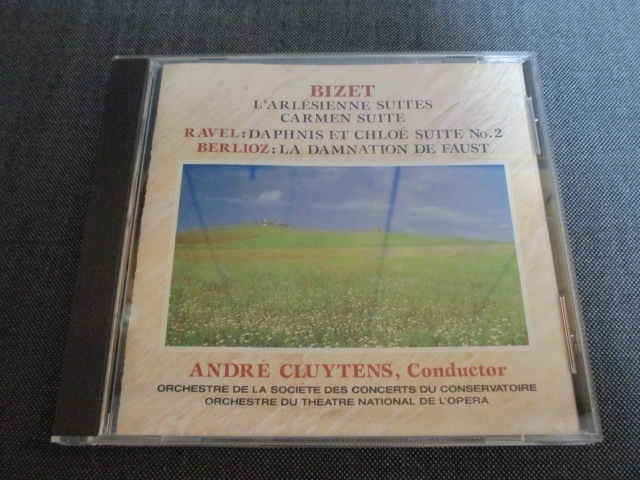 BIZET
L'ARLÉSIENNE SUITES
CARMEN SUITE
RAVEL: DAPHNIS ET CHLOÉ SUITE No. 2
BERLIOZ: LA DAMNATION DE FAUST
ANDRÉ CLUYTENS, Conductor
ORCHESTRE DE LA SOCIÉTÉ DES CONCERTS DU CONSERVATOIRE
ORCHESTRE DU THÉATRE NATIONAL DE L'OPERA